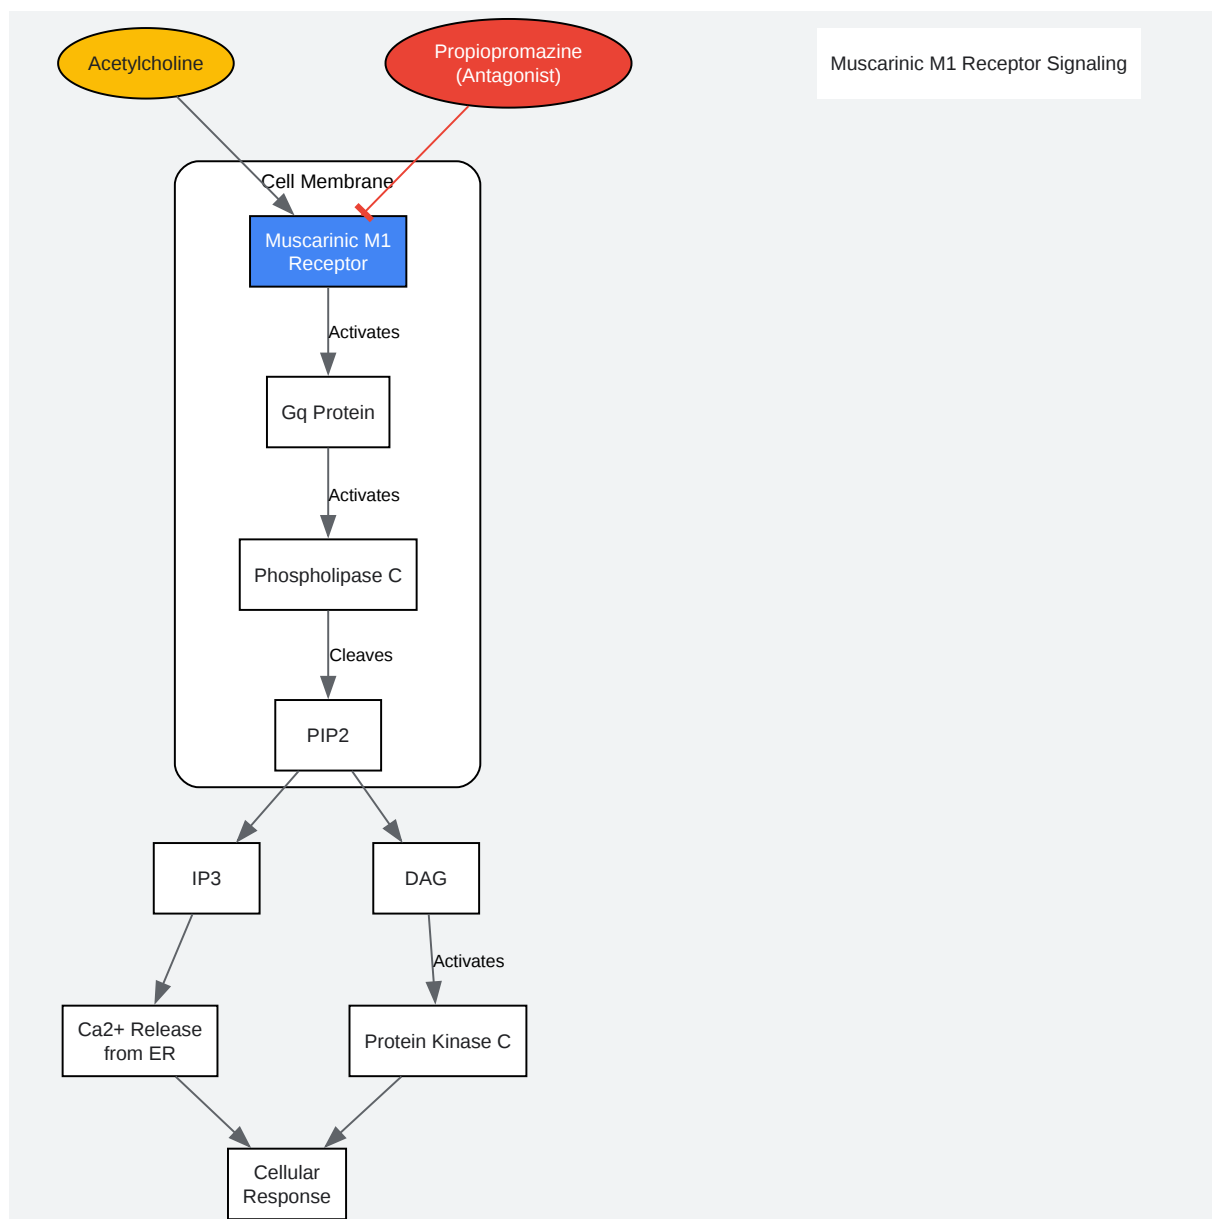 Acetylcholine
Propiopromazine
(Antagonist)
Muscarinic M1 Receptor Signaling
Cell Membrane
Muscarinic M1
Receptor
Activates
Gq Protein
Activates
Phospholipase C
Cleaves
PIP2
IP3
DAG
Activates
Ca2+ Release
from ER
Protein Kinase C
Cellular
Response